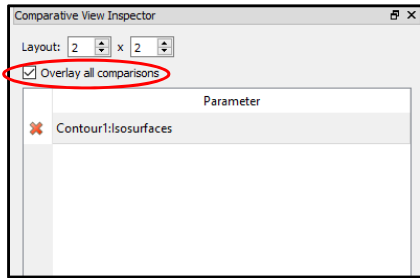 Comparative View Inspector
Layout: 2 x 2
Overlay all comparisons
Parameter
Contour1:Isosurfaces